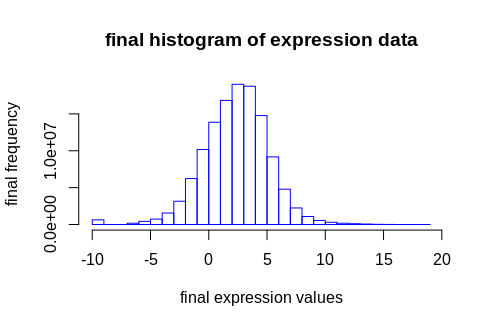 final histogram of expression data
final frequency
1.0e+07
0.0e+00
-10 -5 0 5 10 15 20
final expression values